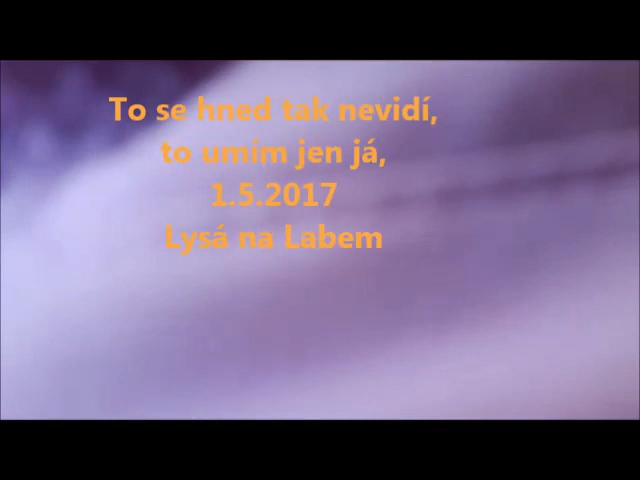 To se hned tak nevidí,
to umím jen já,
1.5.2017
Lysá na Labem